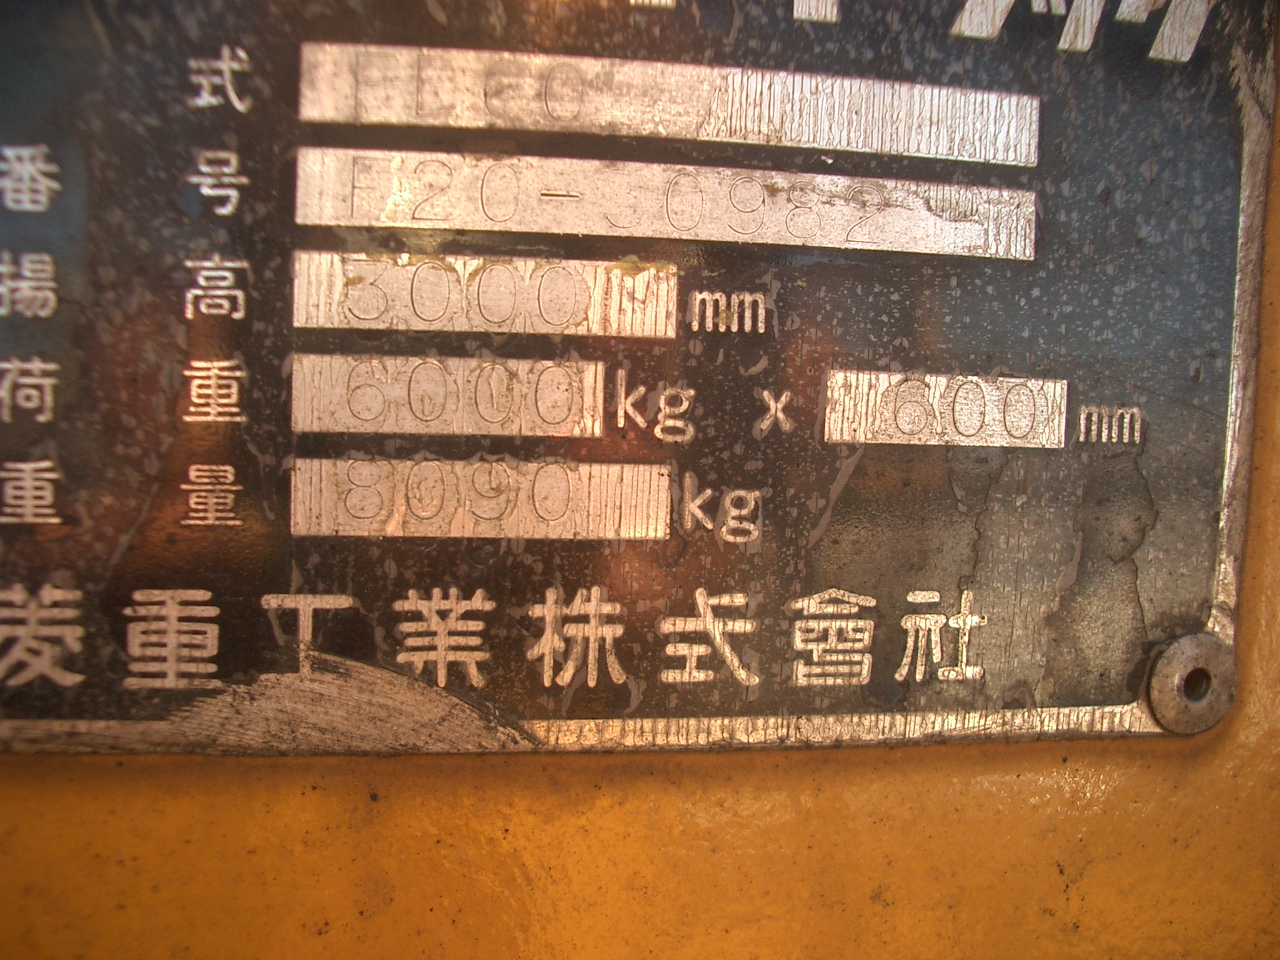 式
番号 F20-30982
揚高 3000 mm
荷重 6000 kg x 600 mm
重量 8090 kg
菱重工業株式會社